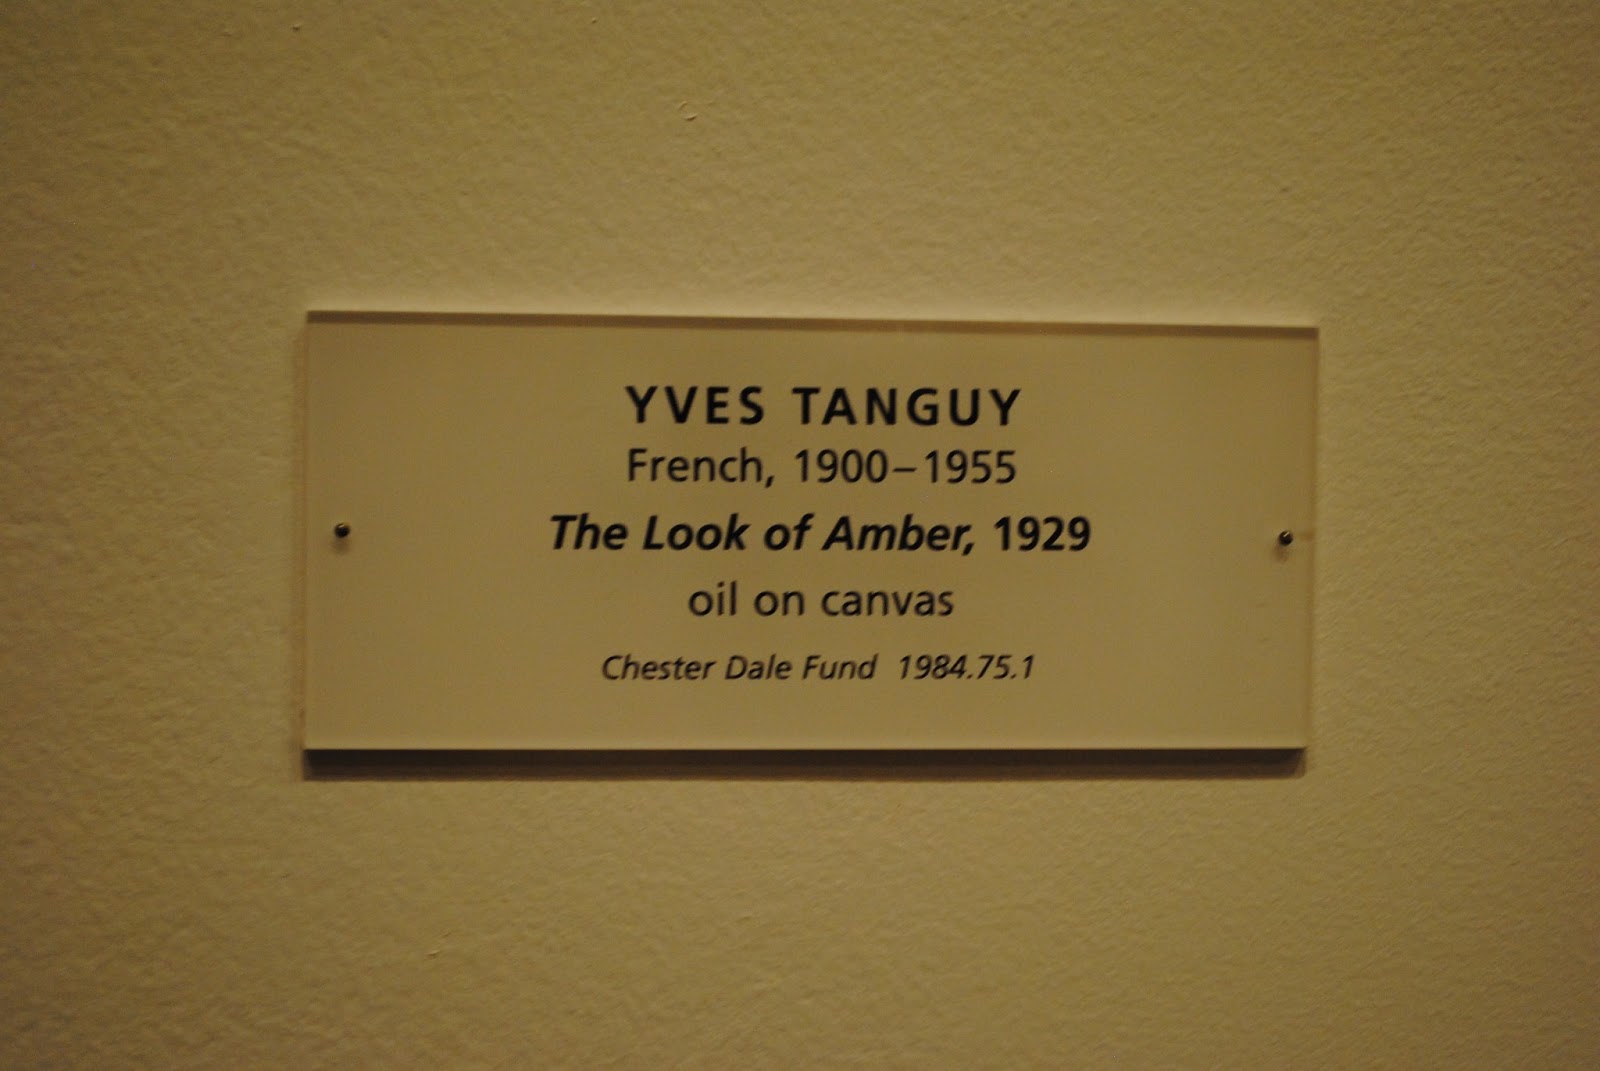 YVES TANGUY
French, 1900–1955
The Look of Amber, 1929
oil on canvas
Chester Dale Fund 1984.75.1